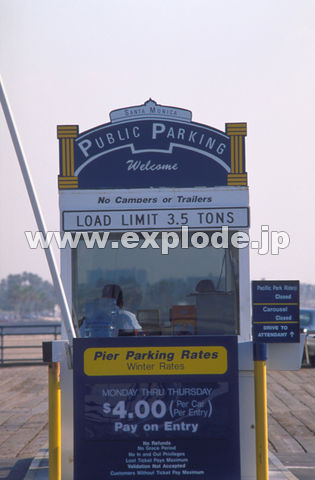 Santa Monica
Public Parking
Welcome
No Campers or Trailers
LOAD LIMIT 3.5 TONS
www.explode.jp
Pacific Park Rides:
Closed
Carousel
Closed
DRIVE TO
ATTENDANT
Pier Parking Rates
Winter Rates
MONDAY THRU THURSDAY
$4.00 (Per Car / Per Entry)
Pay on Entry
No Refunds
No Grace Period
No In and Out Privileges
Lost Ticket Pays Maximum
Validation Not Accepted
Customers Without Ticket Pay Maximum